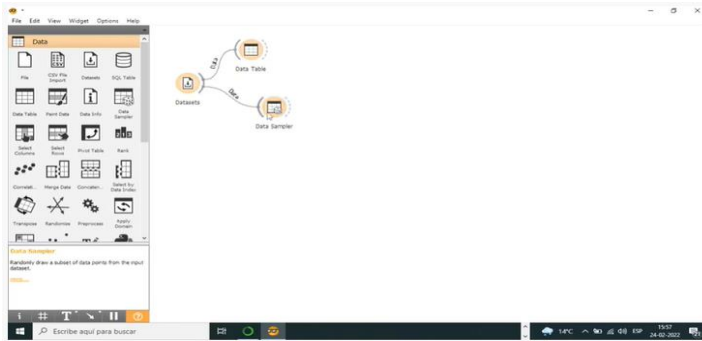 File Edit View Widget Options Help
Data
File
CSV File
Import
Datasets
SQL Table
Data Table
Paint Data
Data Info
Data
Sampler
Select
Columns
Select
Rows
Pivot Table
Rank
Correlati...
Merge Data
Concaten...
Select by
Data Index
Transpose
Randomize
Preprocess
Apply
Domain
Data Sampler
Randomly draw a subset of data points from the input
dataset.
more...
Datasets
Data
Data Table
Data
Data Sampler
Escribe aquí para buscar
14°C
ESP
15:57
24-02-2022